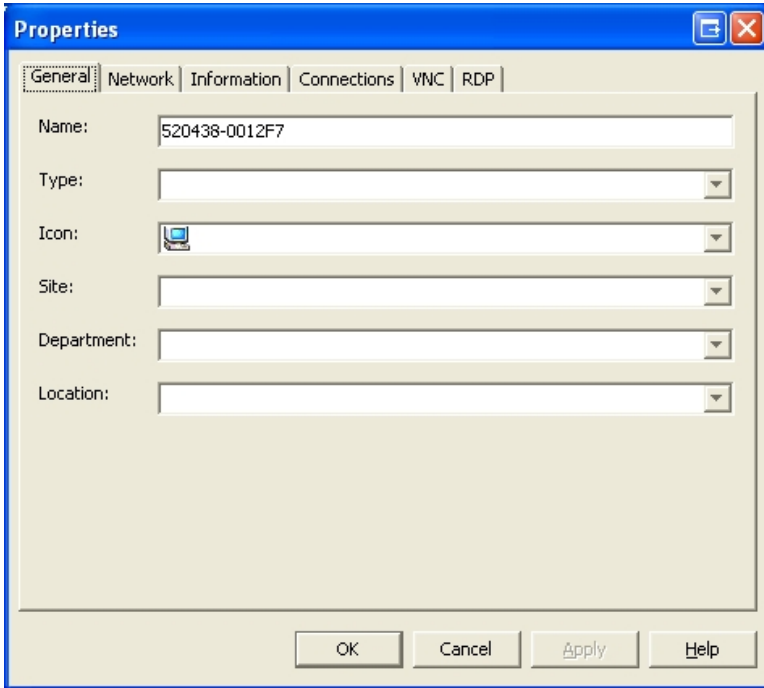 Properties
General Network Information Connections VNC RDP
Name: 520438-0012F7
Type:
Icon:
Site:
Department:
Location:
OK Cancel Apply Help